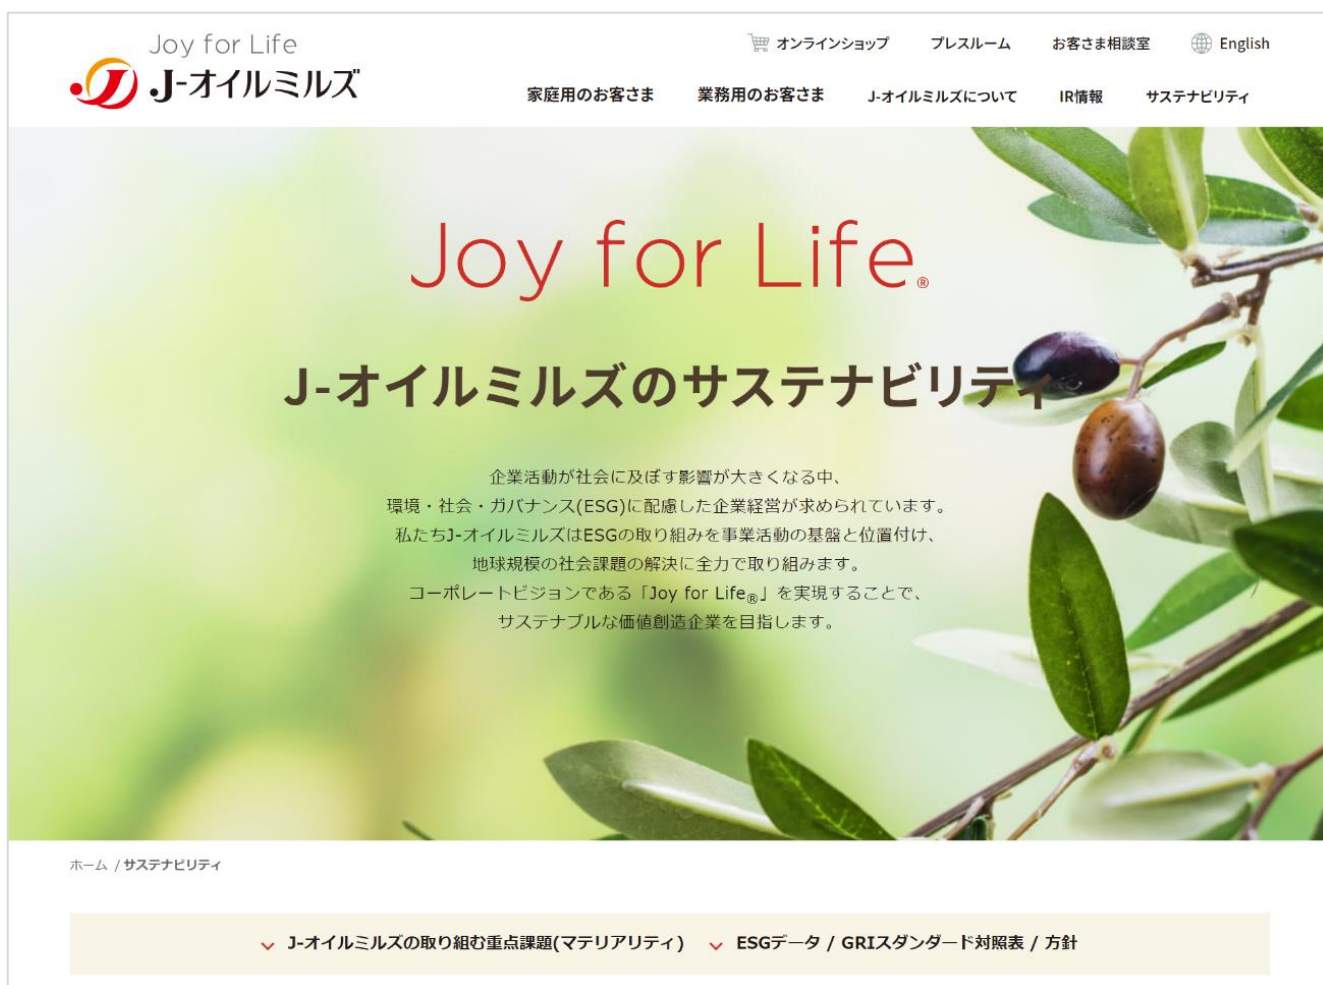 Joy for Life
J-オイルミルズ
オンラインショップ プレスルーム お客さま相談室 English
家庭用のお客さま 業務用のお客さま J-オイルミルズについて IR情報 サステナビリティ
Joy for Life®
J-オイルミルズのサステナビリティ
企業活動が社会に及ぼす影響が大きくなる中、
環境・社会・ガバナンス(ESG)に配慮した企業経営が求められています。
私たちJ-オイルミルズはESGの取り組みを事業活動の基盤と位置付け、
地球規模の社会課題の解決に全力で取り組みます。
コーポレートビジョンである「Joy for Life®」を実現することで、
サステナブルな価値創造企業を目指します。
ホーム / サステナビリティ
J-オイルミルズの取り組む重点課題(マテリアリティ) ESGデータ / GRIスダンダード対照表 / 方針